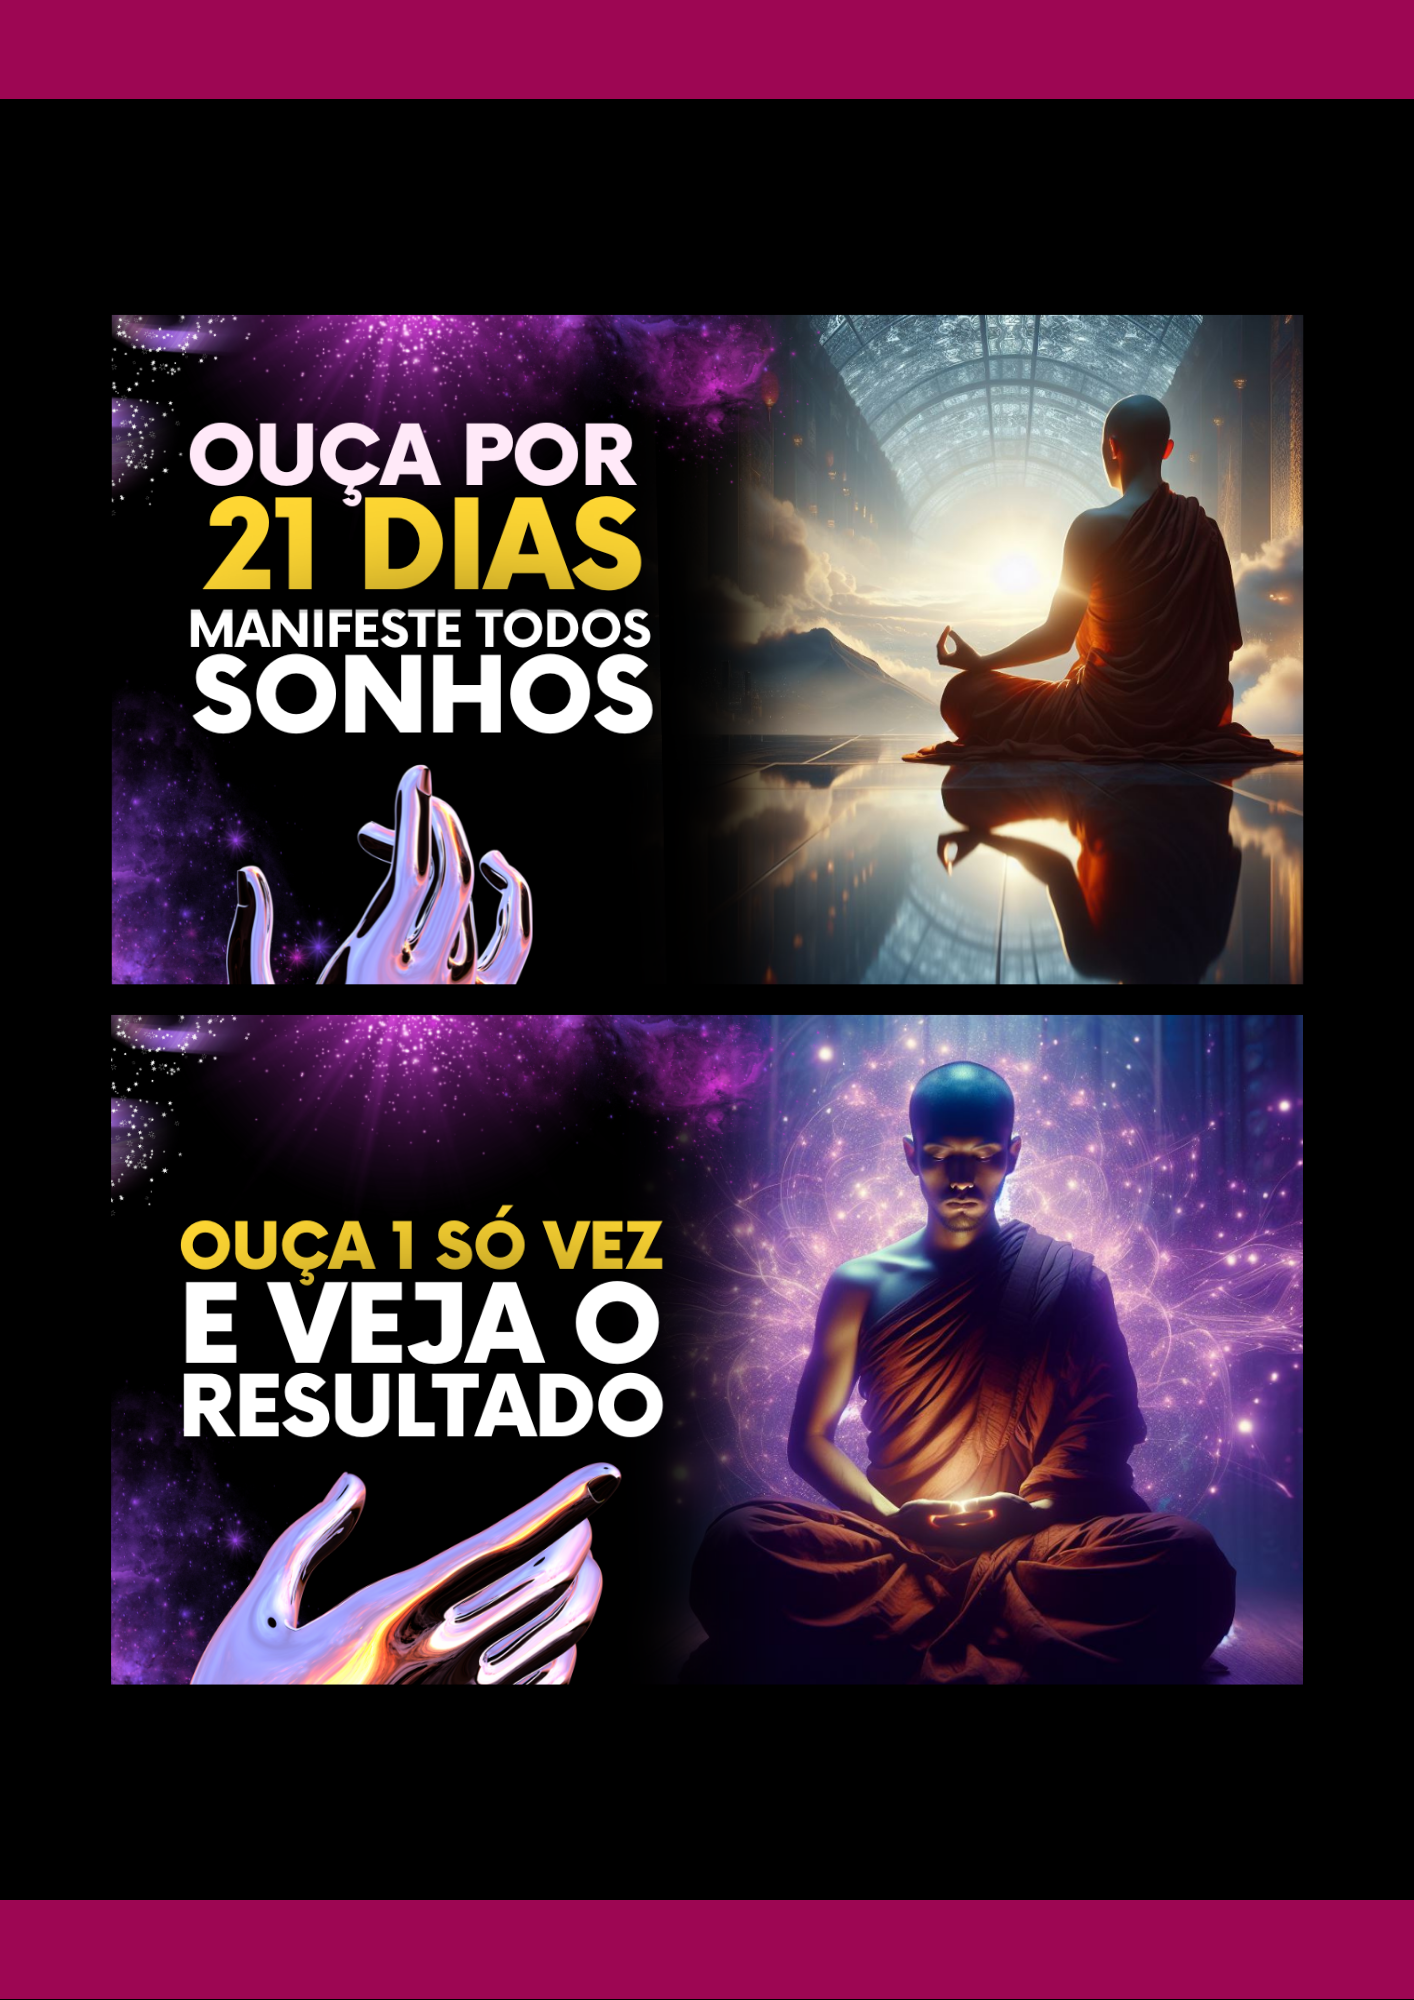 OUÇA POR
21 DIAS
MANIFESTE TODOS
SONHOS
OUÇA 1 SÓ VEZ
E VEJA O
RESULTADO